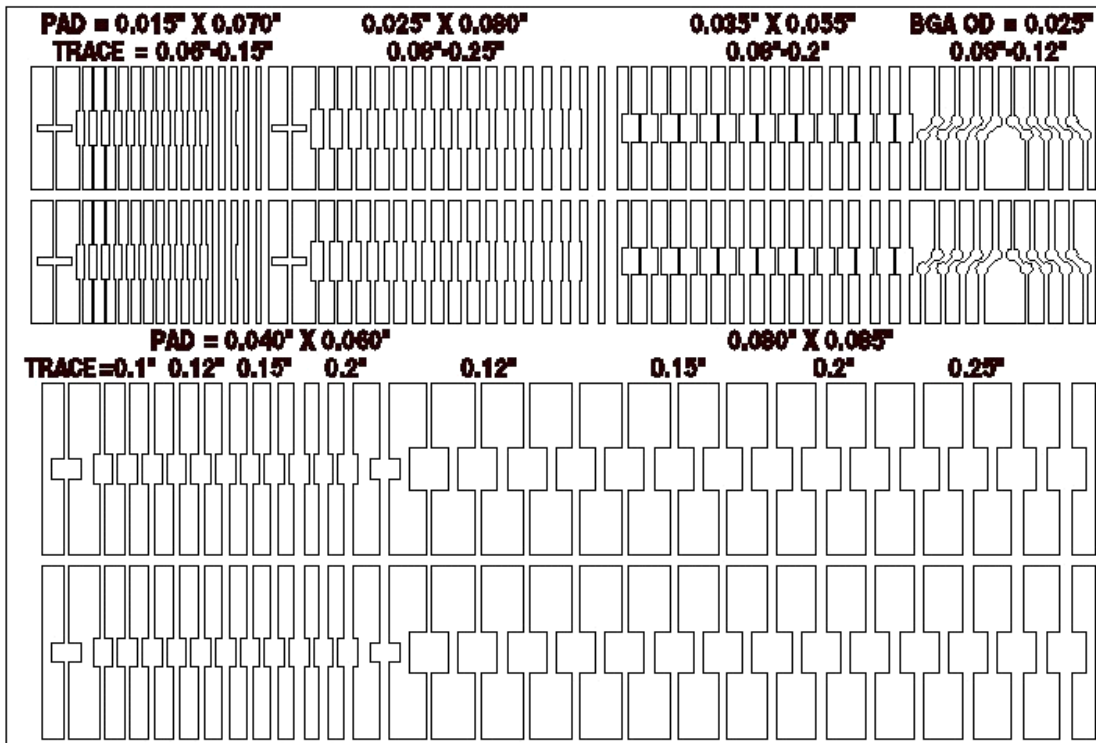 PAD = 0.015" X 0.070" 0.025" X 0.080" 0.035" X 0.055" BGA OD = 0.025"
TRACE = 0.06"-0.15" 0.08"-0.25" 0.08"-0.2" 0.08"-0.12"
PAD = 0.040" X 0.060" 0.080" X 0.085"
TRACE=0.1" 0.12" 0.15" 0.2" 0.12" 0.15" 0.2" 0.25"